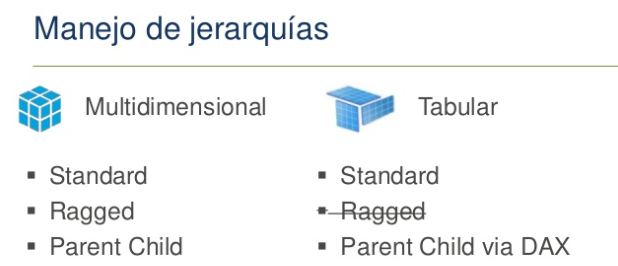 Manejo de jerarquías
Multidimensional
▪ Standard
▪ Ragged
▪ Parent Child
Tabular
▪ Standard
▪ Ragged
▪ Parent Child via DAX